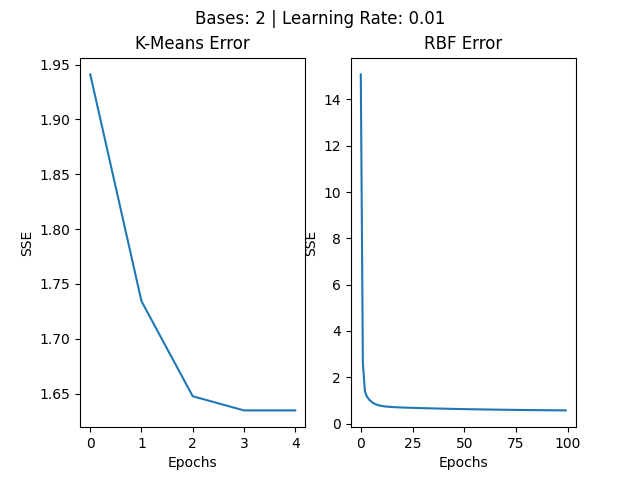 Bases: 2 | Learning Rate: 0.01
K-Means Error
RBF Error
1.95
1.90
1.85
1.80
1.75
1.70
1.65
SSE
0 1 2 3 4
Epochs
14
12
10
8
6
4
2
0
SSE
0 25 50 75 100
Epochs